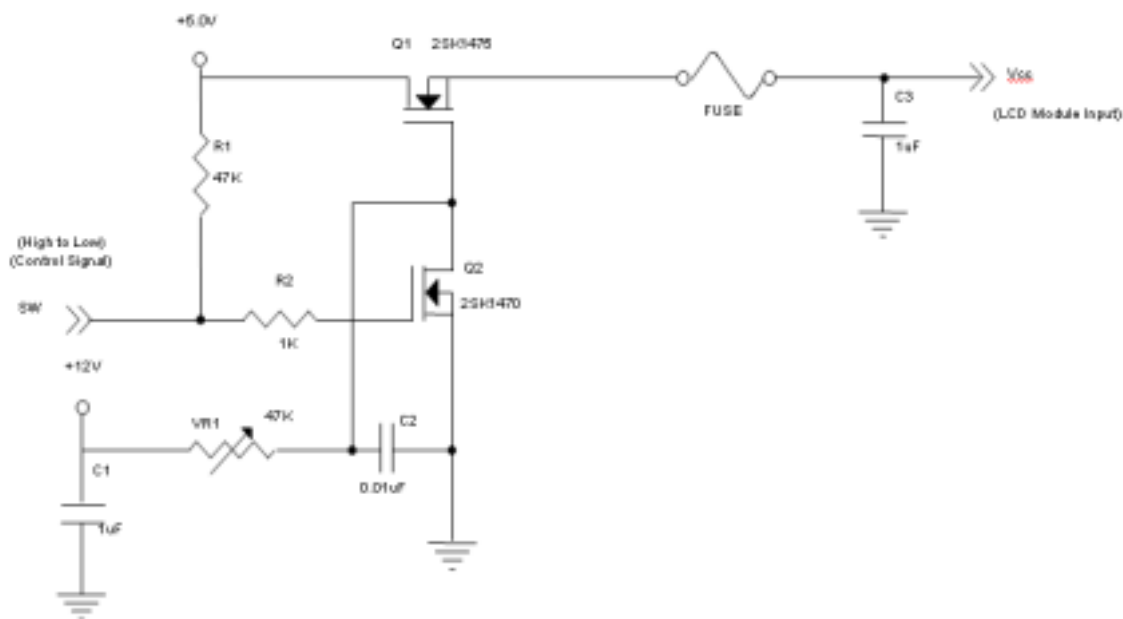 +5.0V
Q1 2SK1475
Vcc
FUSE
C3
(LCD Module Input)
R1
1uF
47K
(High to Low)
(Control Signal)
R2
Q2
SW
2SK1470
1K
+12V
VR1
47K
C2
C1
0.01uF
1uF